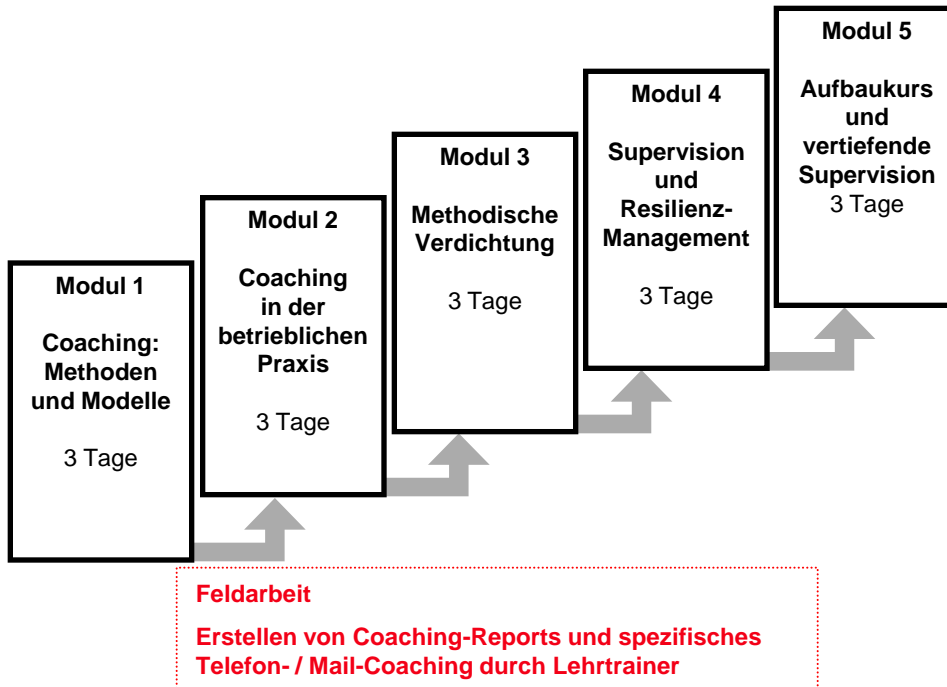 Modul 1
Coaching:
Methoden
und Modelle
3 Tage
Modul 2
Coaching
in der
betrieblichen
Praxis
3 Tage
Modul 3
Methodische
Verdichtung
3 Tage
Modul 4
Supervision
und
Resilienz-
Management
3 Tage
Modul 5
Aufbaukurs
und
vertiefende
Supervision
3 Tage
Feldarbeit
Erstellen von Coaching-Reports und spezifisches
Telefon- / Mail-Coaching durch Lehrtrainer